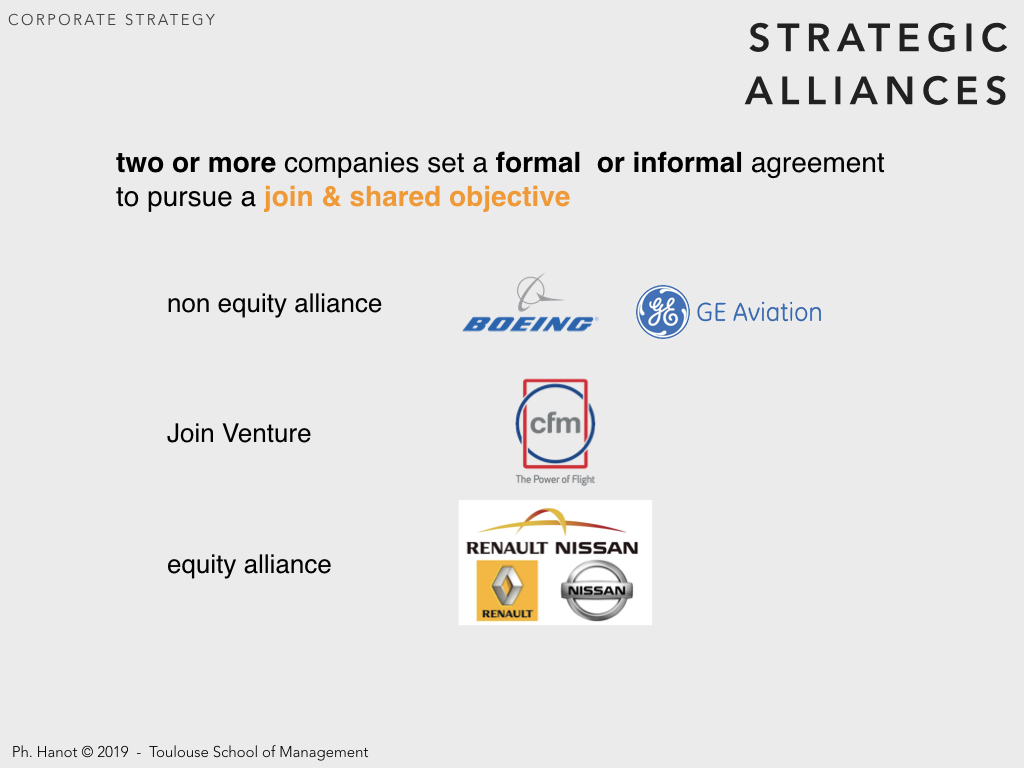 CORPORATE STRATEGY
STRATEGIC
ALLIANCES
two or more companies set a formal  or informal agreement
to pursue a join & shared objective
non equity alliance
BOEING
GE GE Aviation
Join Venture
cfm
The Power of Flight
equity alliance
RENAULT NISSAN
RENAULT
NISSAN
Ph. Hanot © 2019  -  Toulouse School of Management